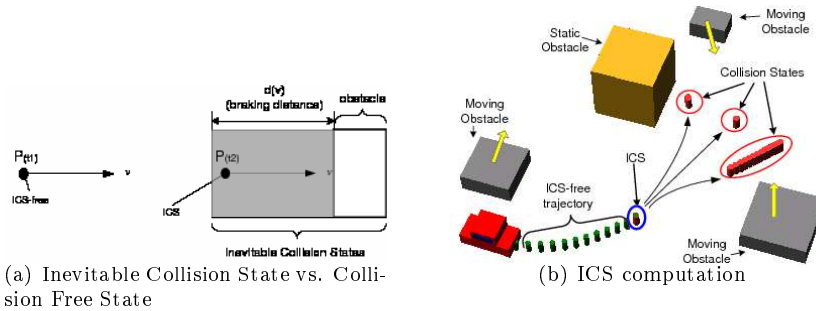 d(v)
(braking distance)
obstacle
P(t1)
v
ICS-free
P(t2)
v
ICS
Inevitable Collision States
(a) Inevitable Collision State vs. Colli-
sion Free State
Static
Obstacle
Moving
Obstacle
Collision States
Moving
Obstacle
ICS
ICS-free
trajectory
Moving
Obstacle
(b) ICS computation